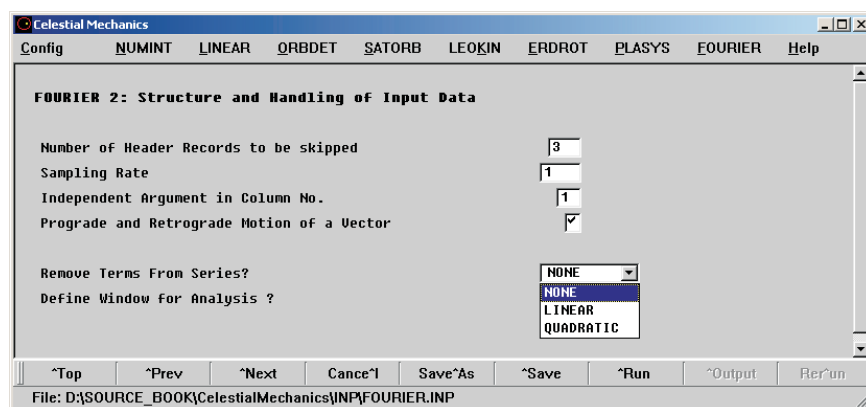 Celestial Mechanics
Config NUMINT LINEAR ORBDET SATORB LEOKIN ERDROT PLASYS FOURIER Help
FOURIER 2: Structure and Handling of Input Data
Number of Header Records to be skipped 3
Sampling Rate 1
Independent Argument in Column No. 1
Prograde and Retrograde Motion of a Vector
Remove Terms From Series? NONE
Define Window for Analysis ? NONE
LINEAR
QUADRATIC
^Top ^Prev ^Next Cance^l Save^As ^Save ^Run ^Output Rer^un
File: D:\SOURCE_BOOK\CelestialMechanics\INP\FOURIER.INP